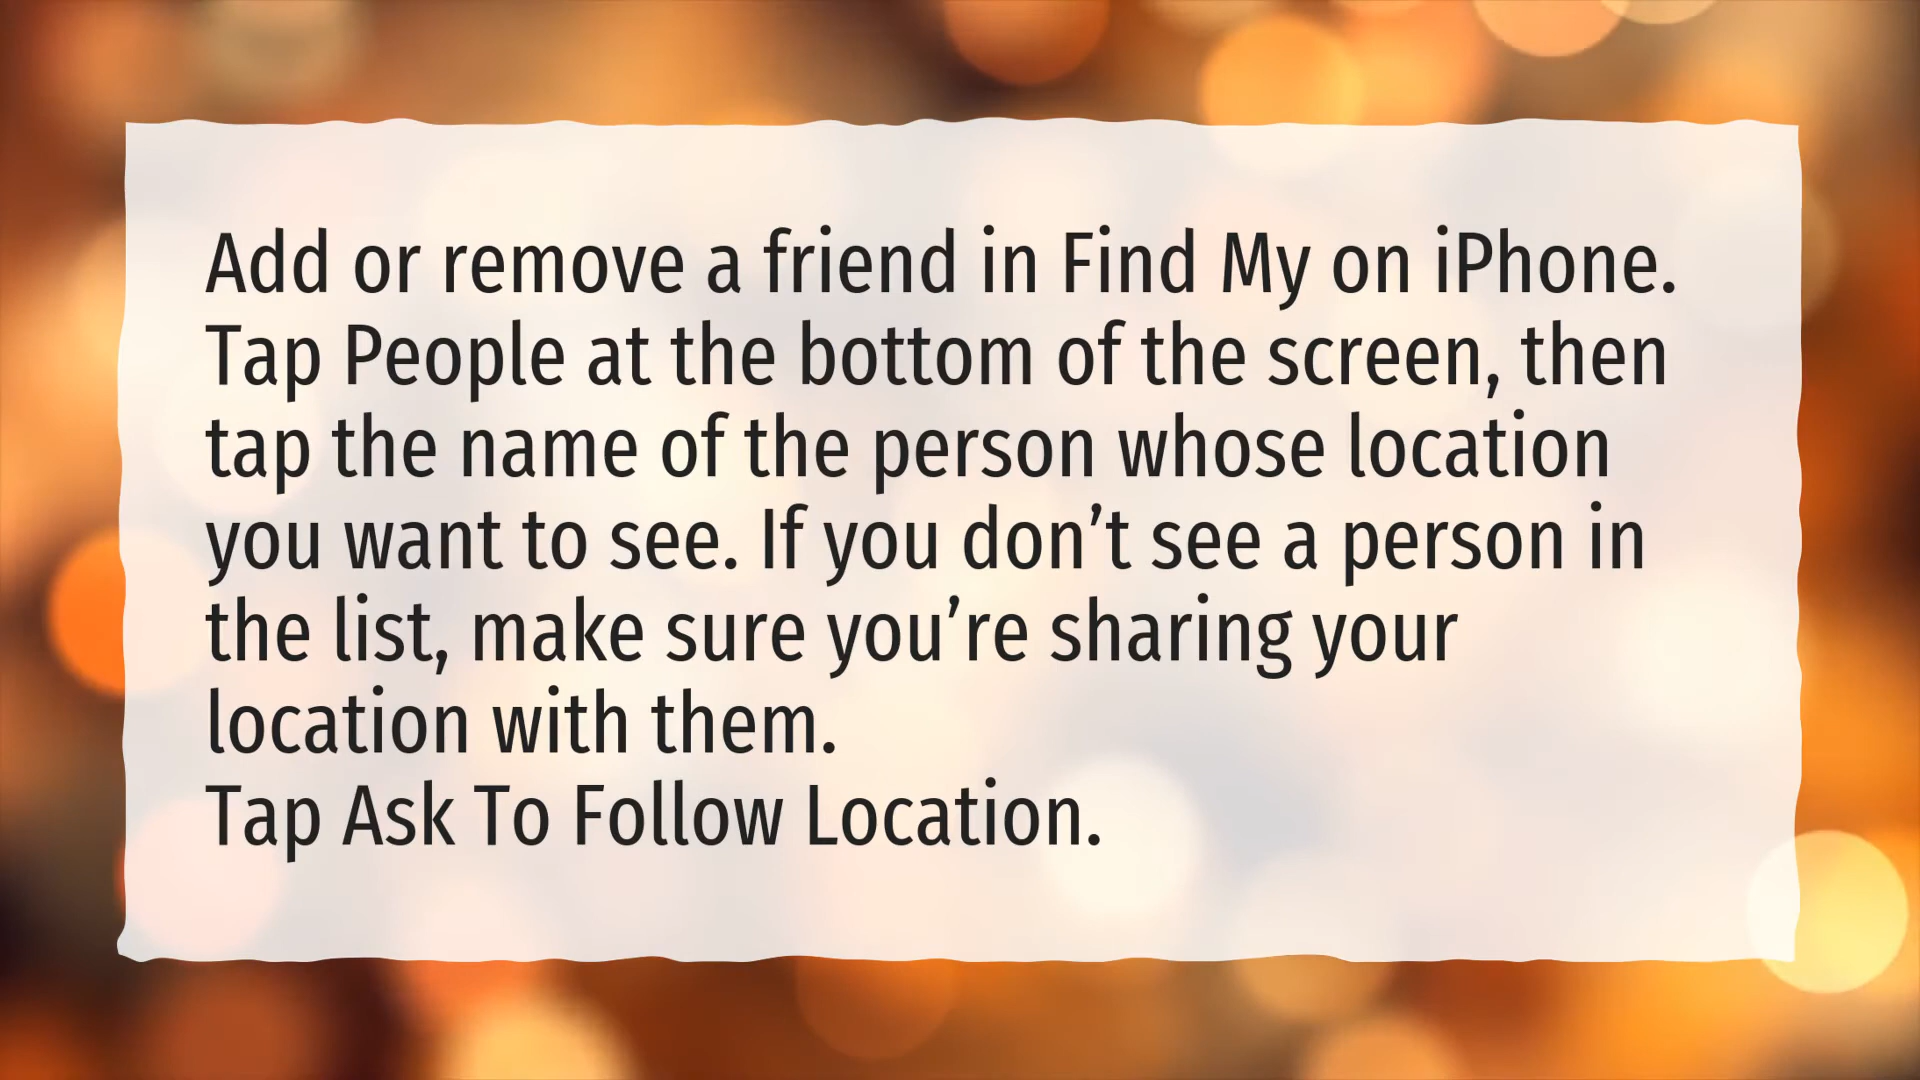 Add or remove a friend in Find My on iPhone.
Tap People at the bottom of the screen, then
tap the name of the person whose location
you want to see. If you don’t see a person in
the list, make sure you’re sharing your
location with them.
Tap Ask To Follow Location.